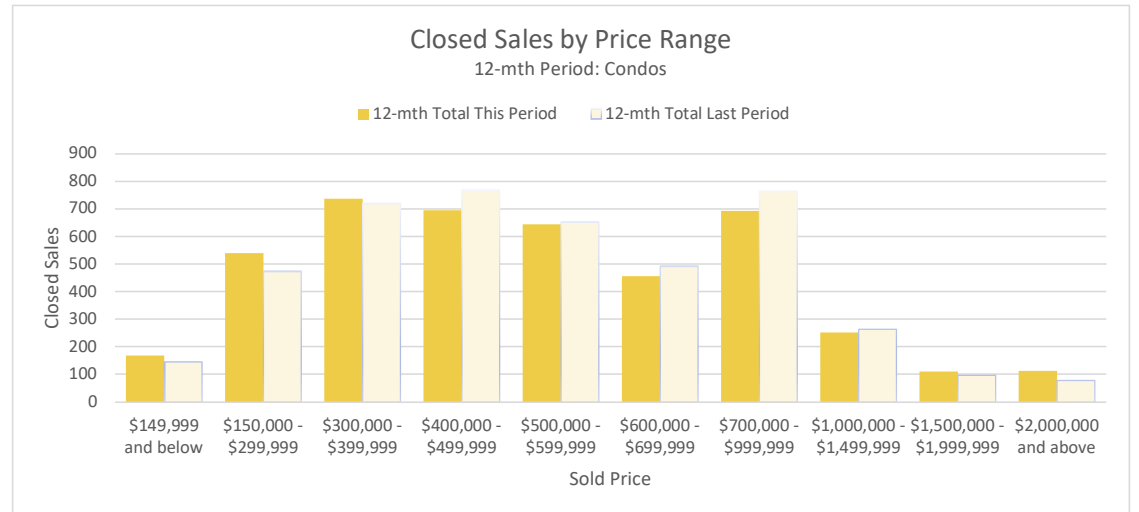 Closed Sales by Price Range
12-mth Period: Condos
12-mth Total This Period 12-mth Total Last Period
900
800
700
600
500
400
300
200
100
0
Closed Sales
$149,999 and below
$150,000 - $299,999
$300,000 - $399,999
$400,000 - $499,999
$500,000 - $599,999
$600,000 - $699,999
$700,000 - $999,999
$1,000,000 - $1,499,999
$1,500,000 - $1,999,999
$2,000,000 and above
Sold Price